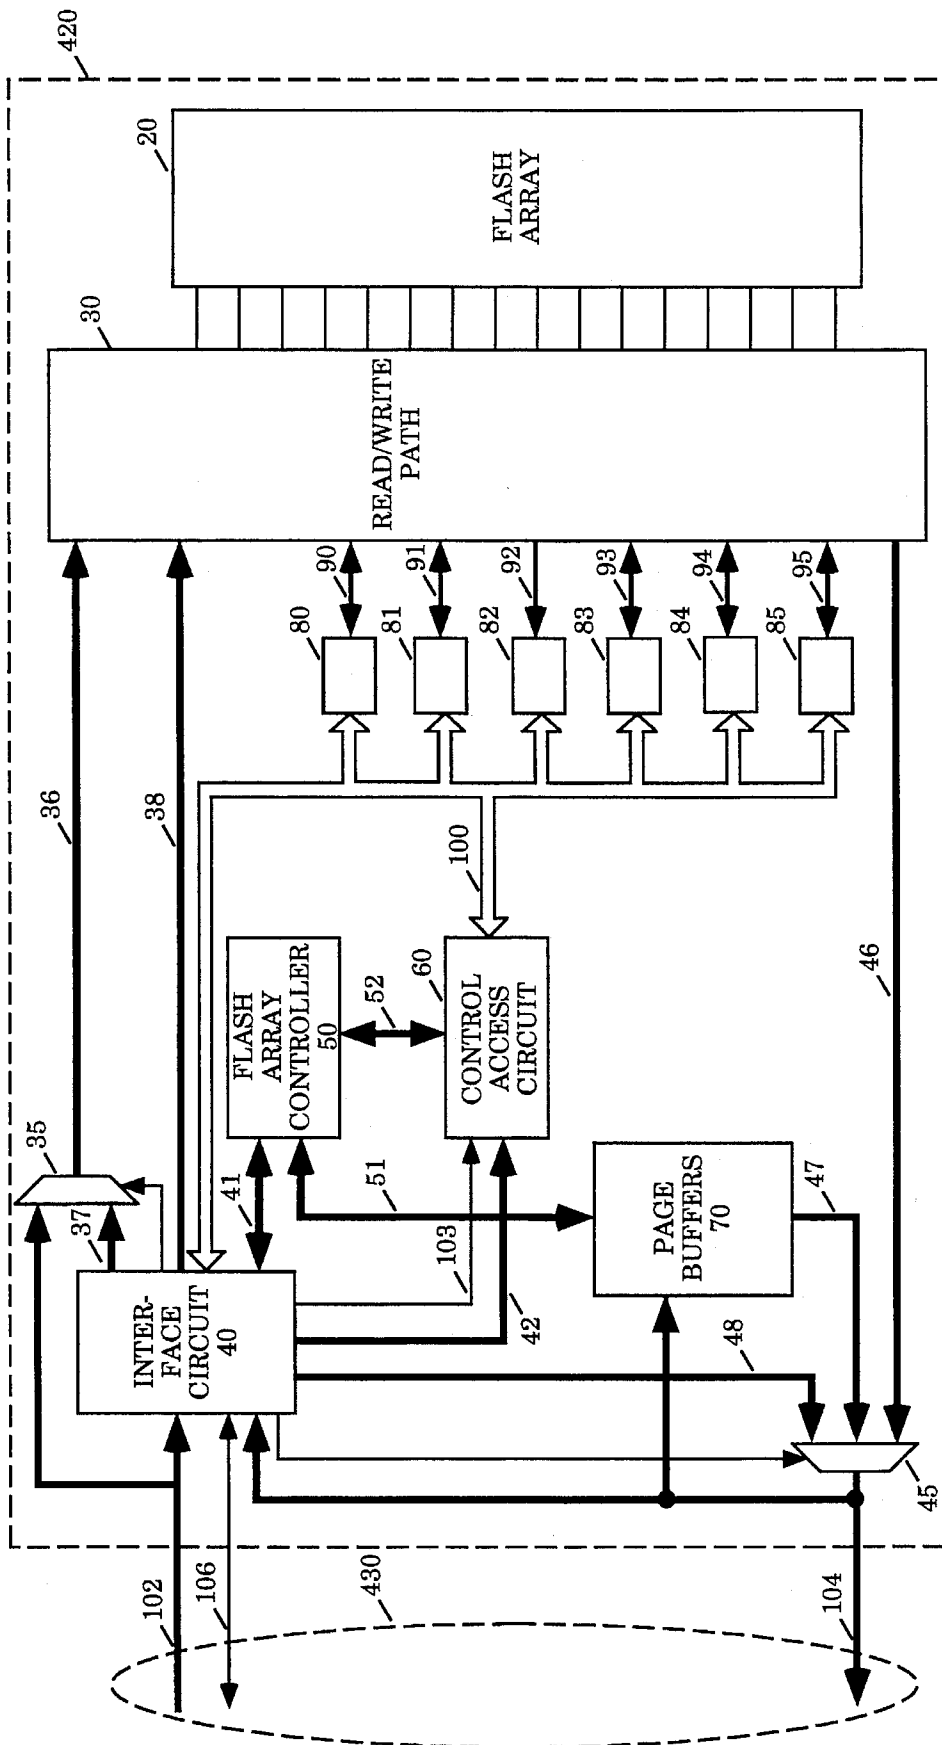 420
20
FLASH
ARRAY
30
READ/WRITE
PATH
36
38
80
90
81
91
82
92
83
93
84
94
85
95
100
46
35
37
FLASH
ARRAY
CONTROLLER
50
52
60
CONTROL
ACCESS
CIRCUIT
41
51
103
42
INTER-
FACE
CIRCUIT
40
PAGE
BUFFERS
70
47
48
45
102
106
430
104